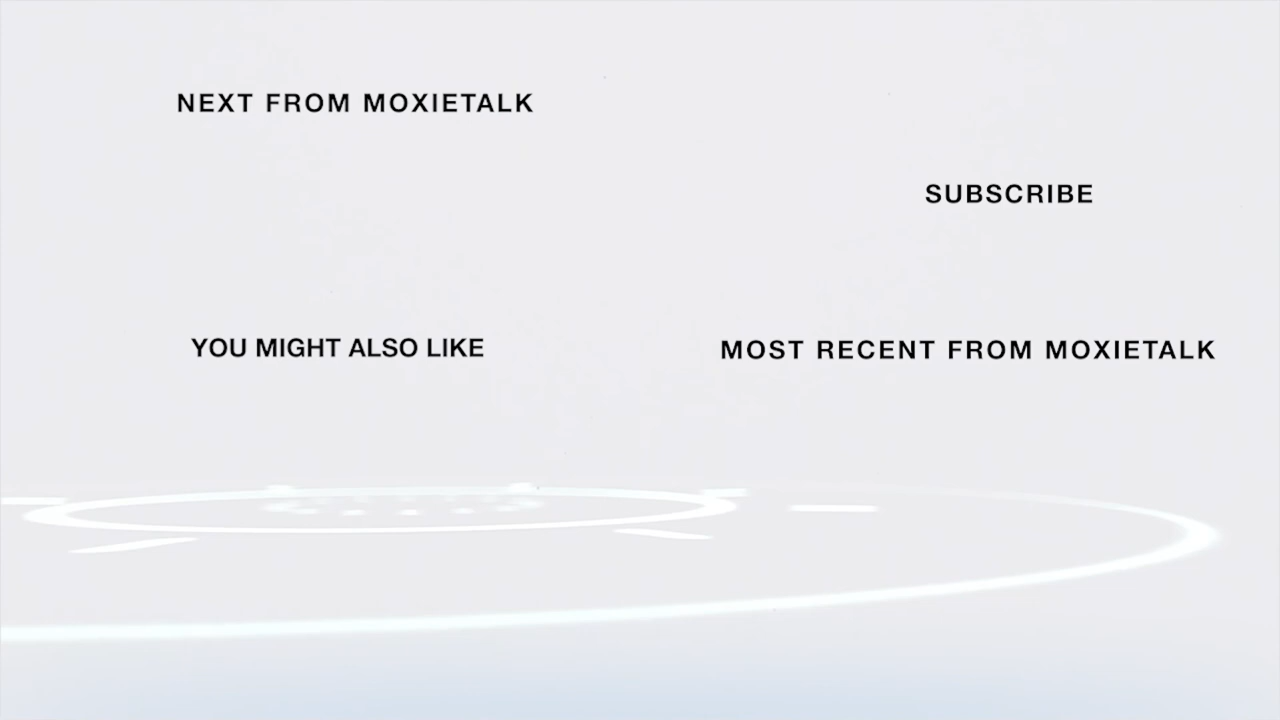 NEXT FROM MOXIETALK
SUBSCRIBE
YOU MIGHT ALSO LIKE
MOST RECENT FROM MOXIETALK